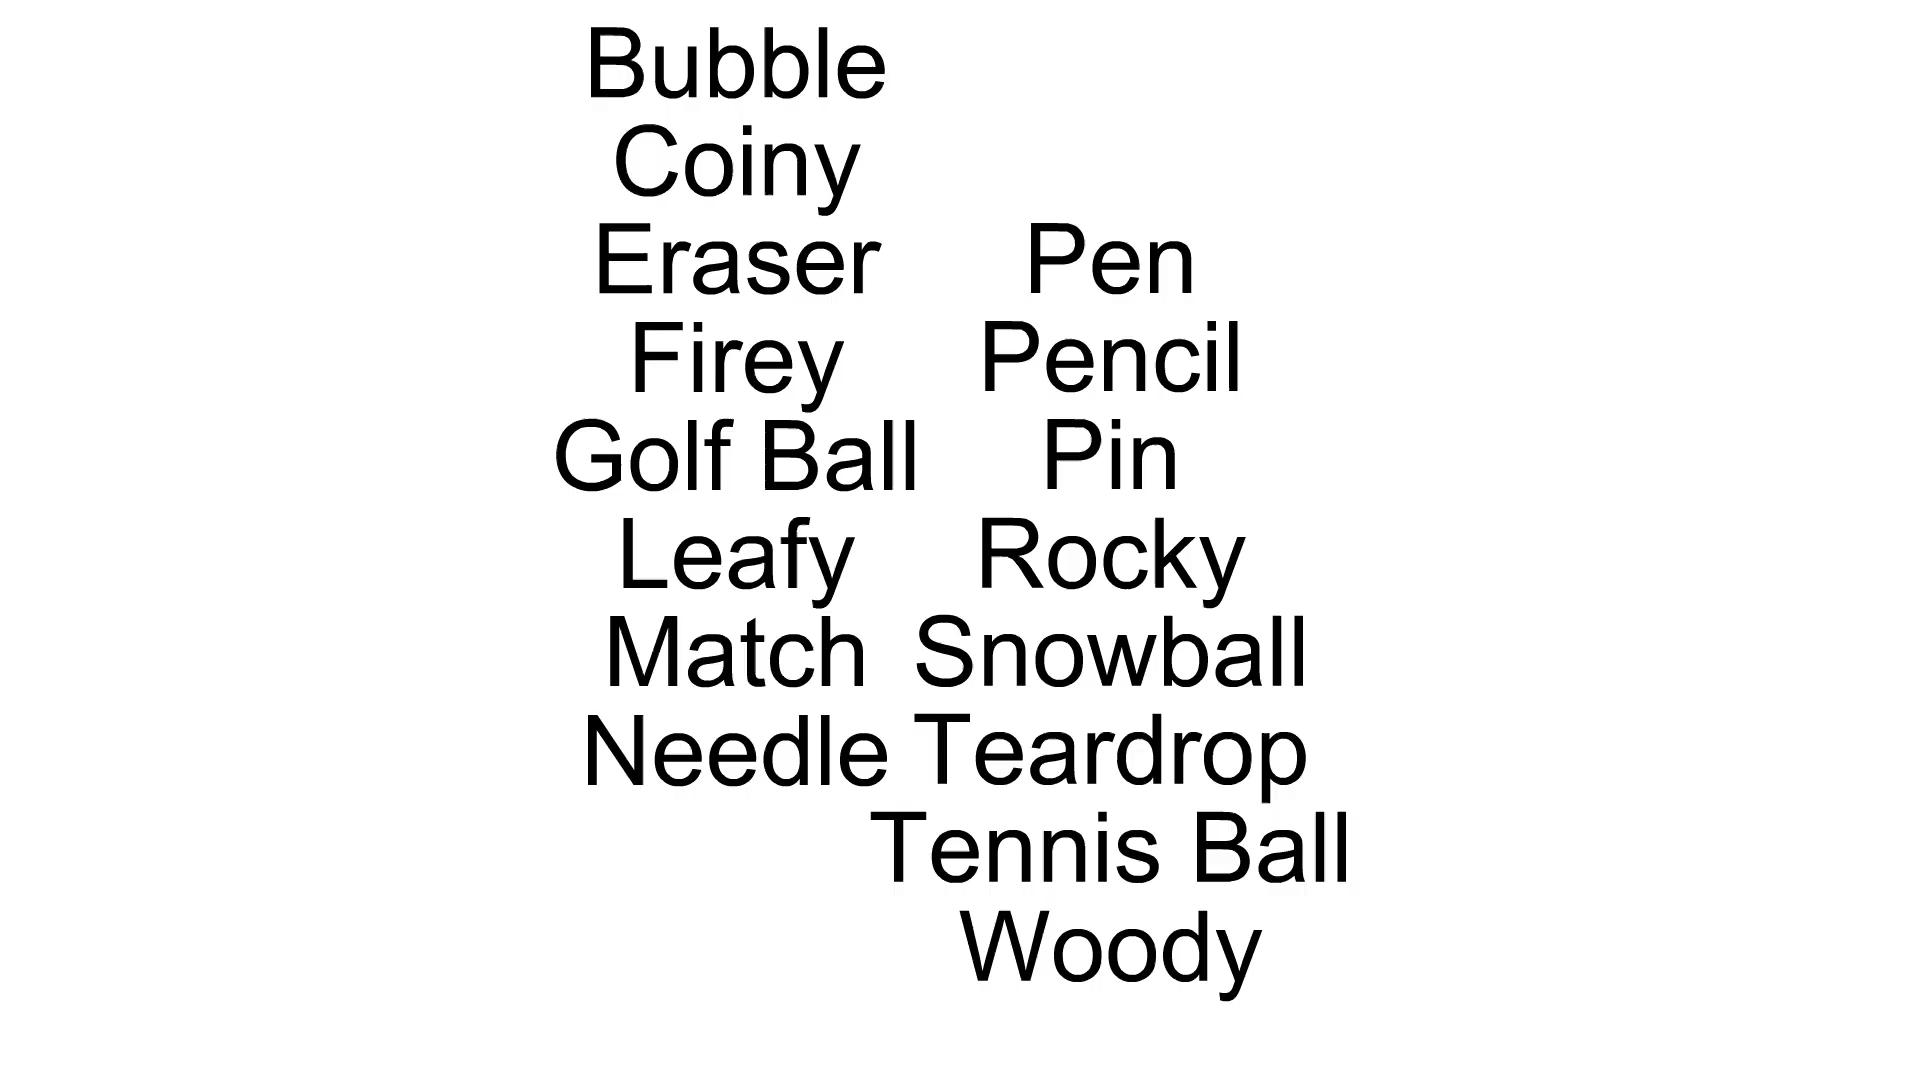 Bubble
Coiny
Eraser
Firey
Golf Ball
Leafy
Match
Needle
Pen
Pencil
Pin
Rocky
Snowball
Teardrop
Tennis Ball
Woody